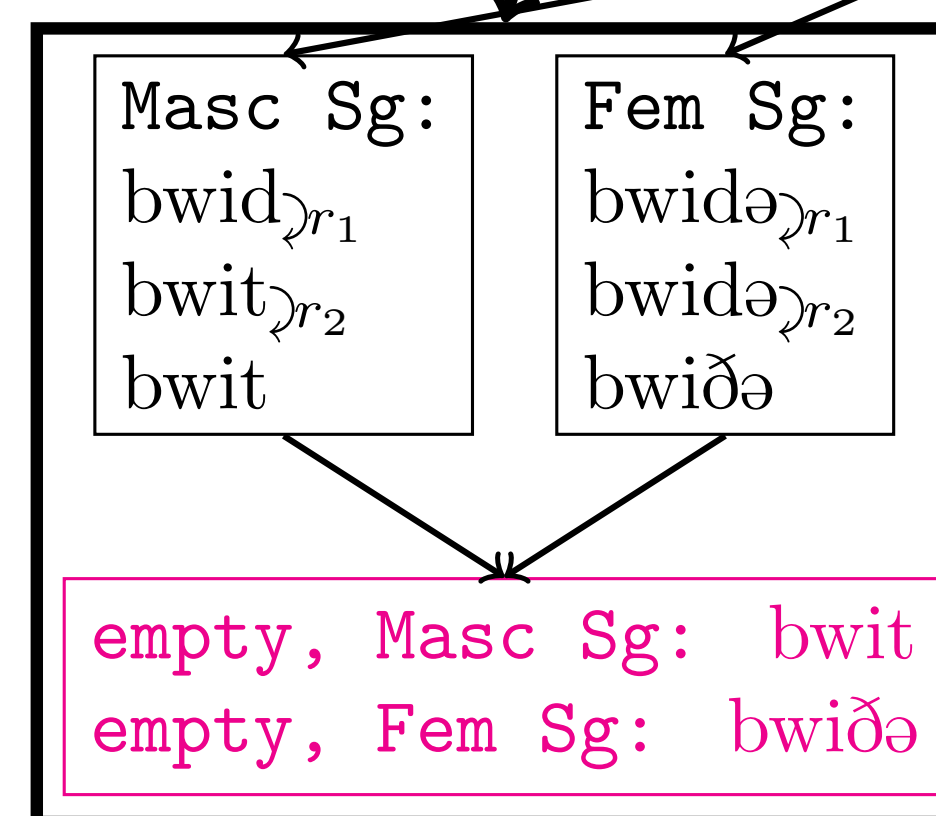 Masc Sg:
bwid r₁
bwit r₂
bwit
Fem Sg:
bwidə r₁
bwidə r₂
bwiðə
empty, Masc Sg: bwit
empty, Fem Sg: bwiðə